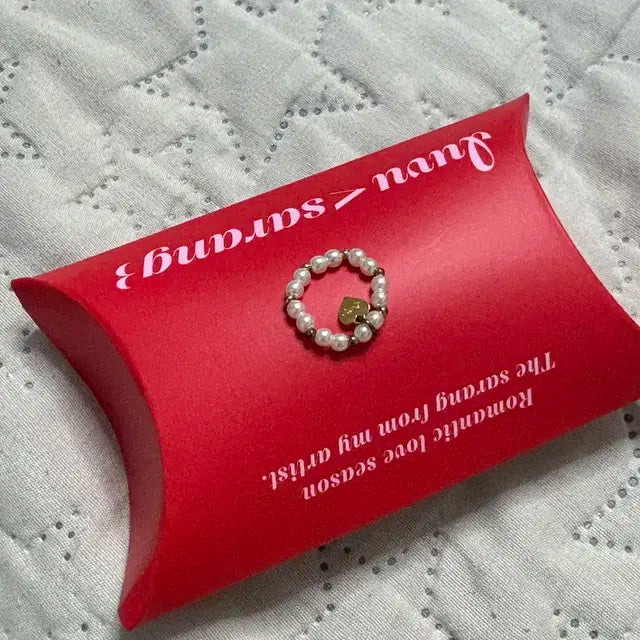 Romantic love season
The sarang from my artist.
luvu < sarang3